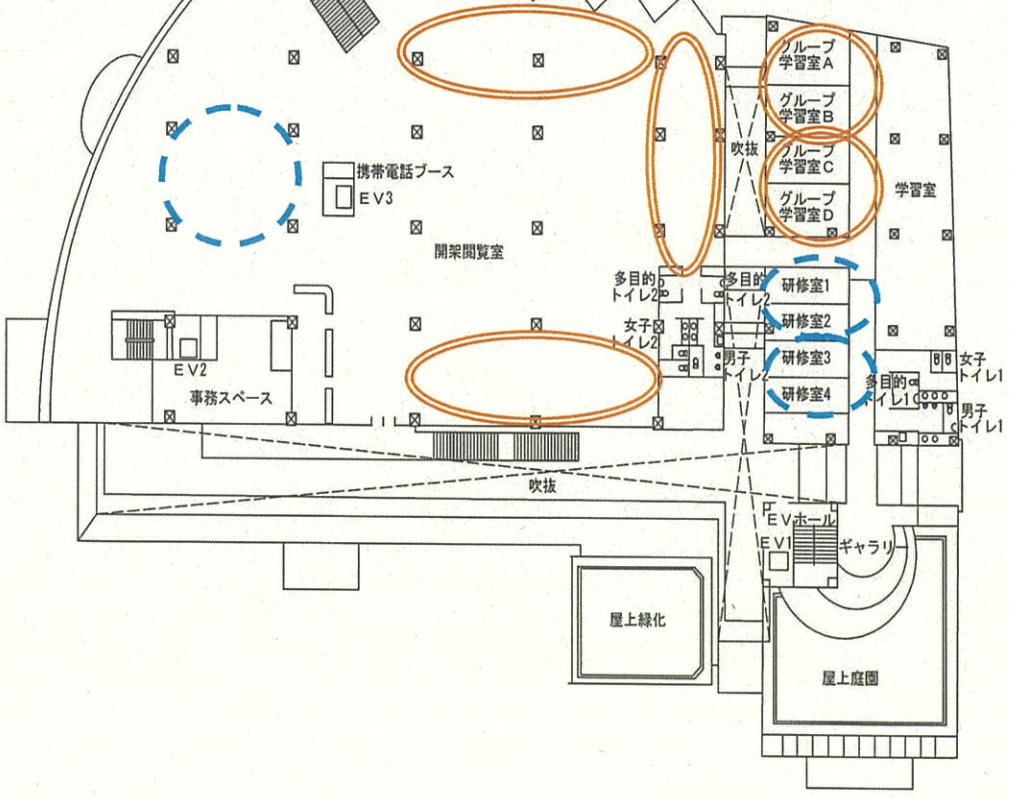 グループ
学習室A
グループ
学習室B
グループ
学習室C
グループ
学習室D
吹抜
学習室
携帯電話ブース
EV3
開架閲覧室
多目的
トイレ2
多目的
トイレ2
研修室1
研修室2
女子
トイレ2
男子
トイレ2
研修室3
研修室4
EV2
事務スペース
女子
トイレ1
多目的
トイレ1
男子
トイレ1
吹抜
EVホール
EV1
ギャラリー
屋上緑化
屋上庭園